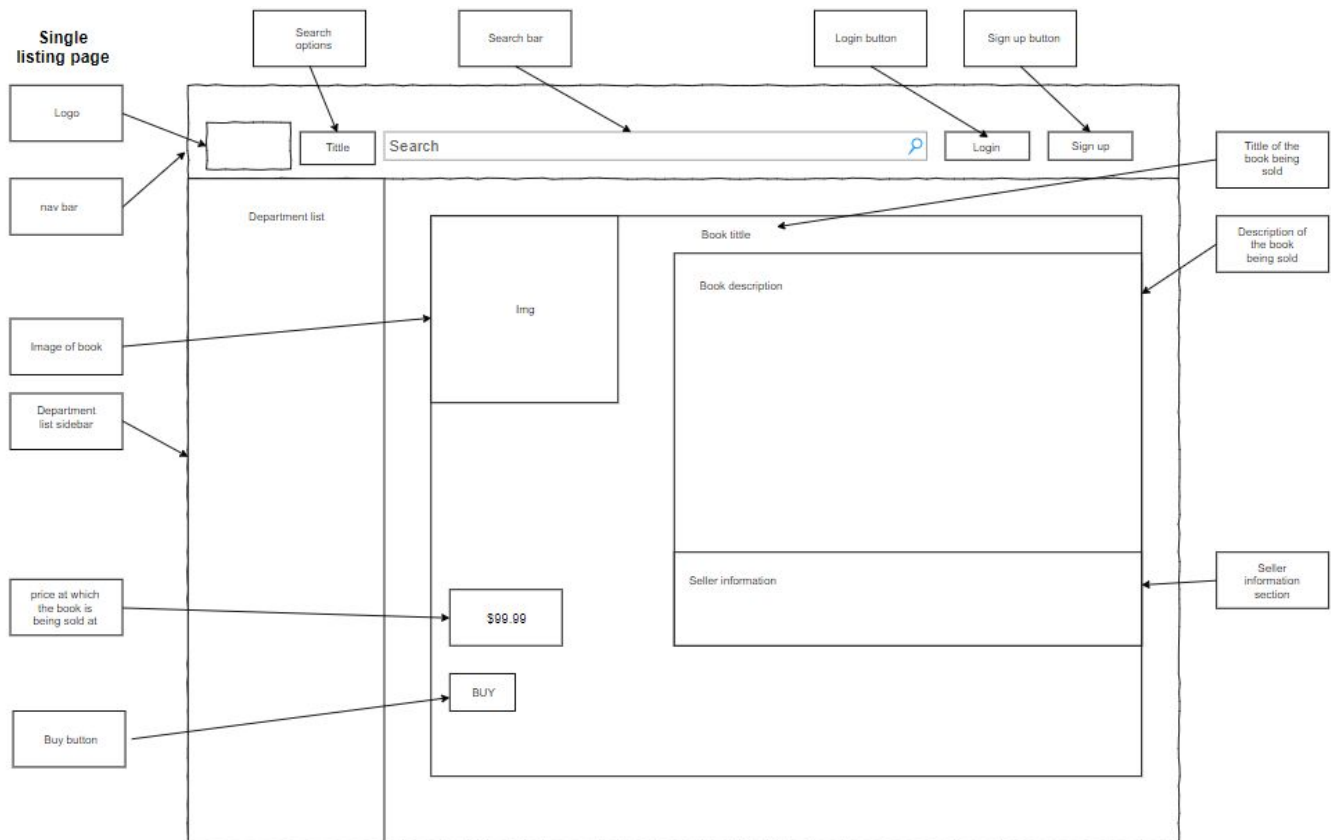 Single
listing page
Search
options
Search bar
Login button
Sign up button
Logo
nav bar
Tittle
Search
Login
Sign up
Tittle of the
book being
sold
Department list
Book tittle
Description of
the book
being sold
Book description
Img
Image of book
Department
list sidebar
price at which
the book is
being sold at
$99.99
Seller information
Seller
information
section
BUY
Buy button